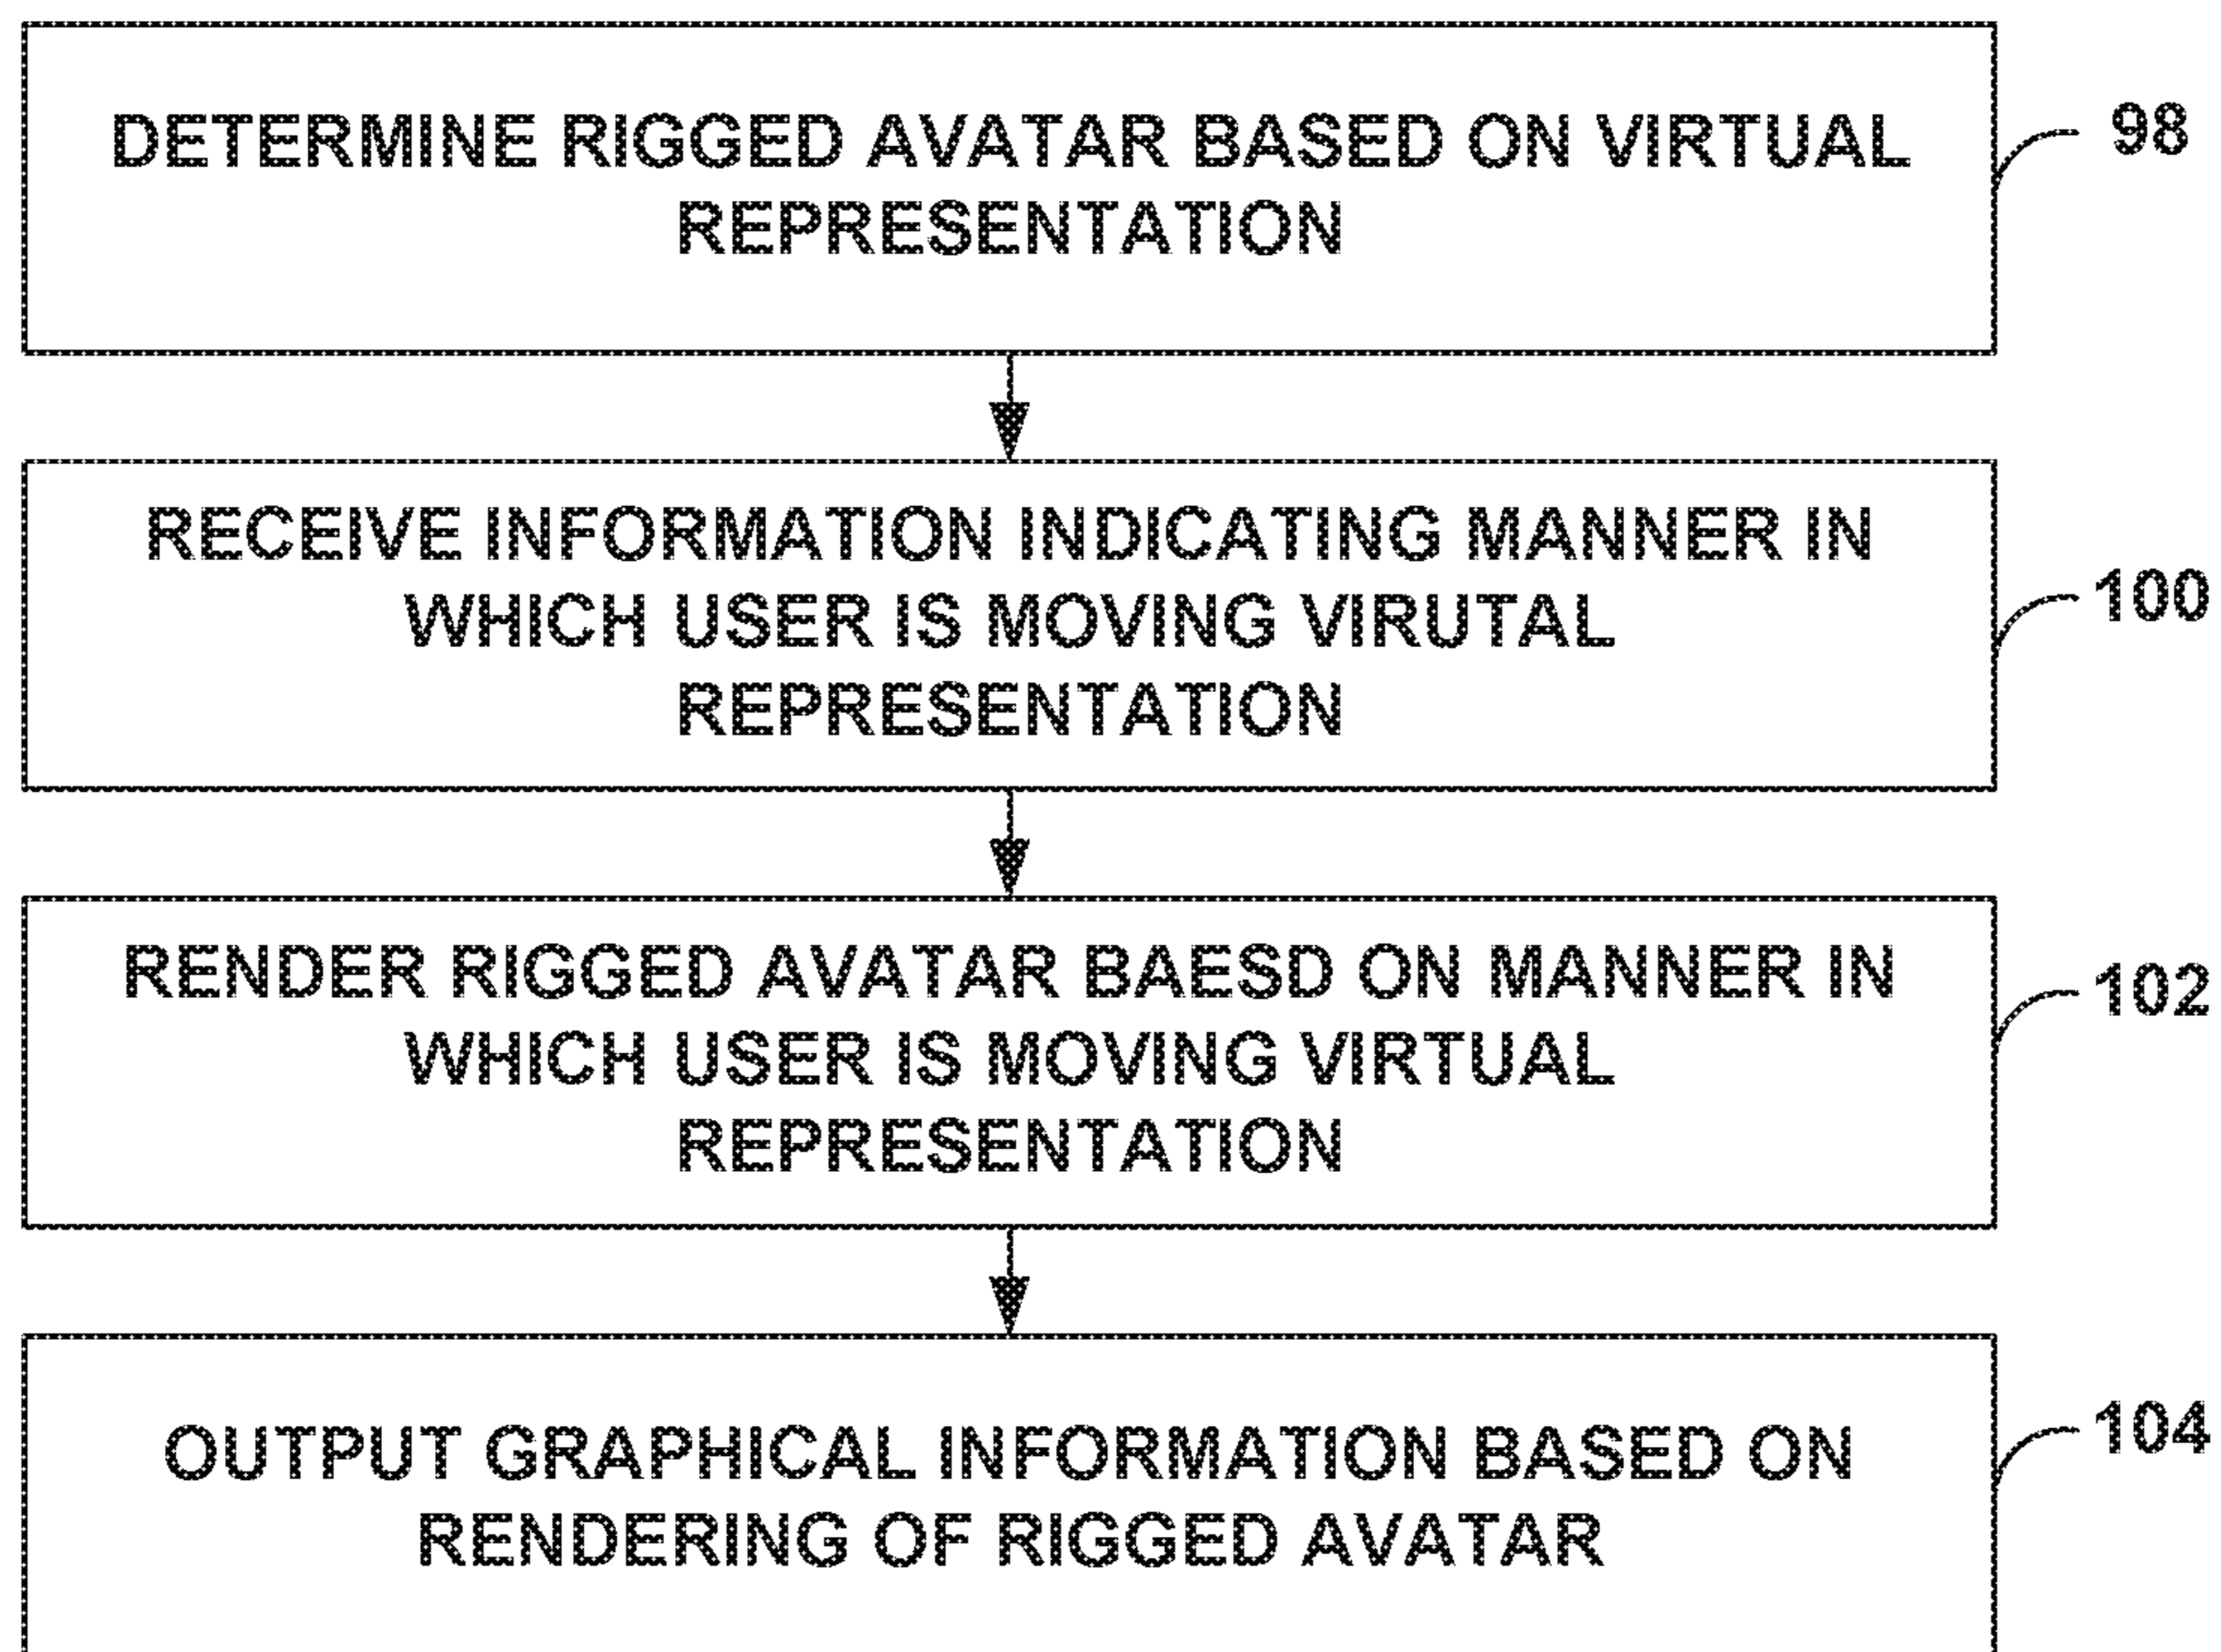 DETERMINE RIGGED AVATAR BASED ON VIRTUAL
REPRESENTATION
98
RECEIVE INFORMATION INDICATING MANNER IN
WHICH USER IS MOVING VIRUTAL
REPRESENTATION
100
RENDER RIGGED AVATAR BAESD ON MANNER IN
WHICH USER IS MOVING VIRTUAL
REPRESENTATION
102
OUTPUT GRAPHICAL INFORMATION BASED ON
RENDERING OF RIGGED AVATAR
104